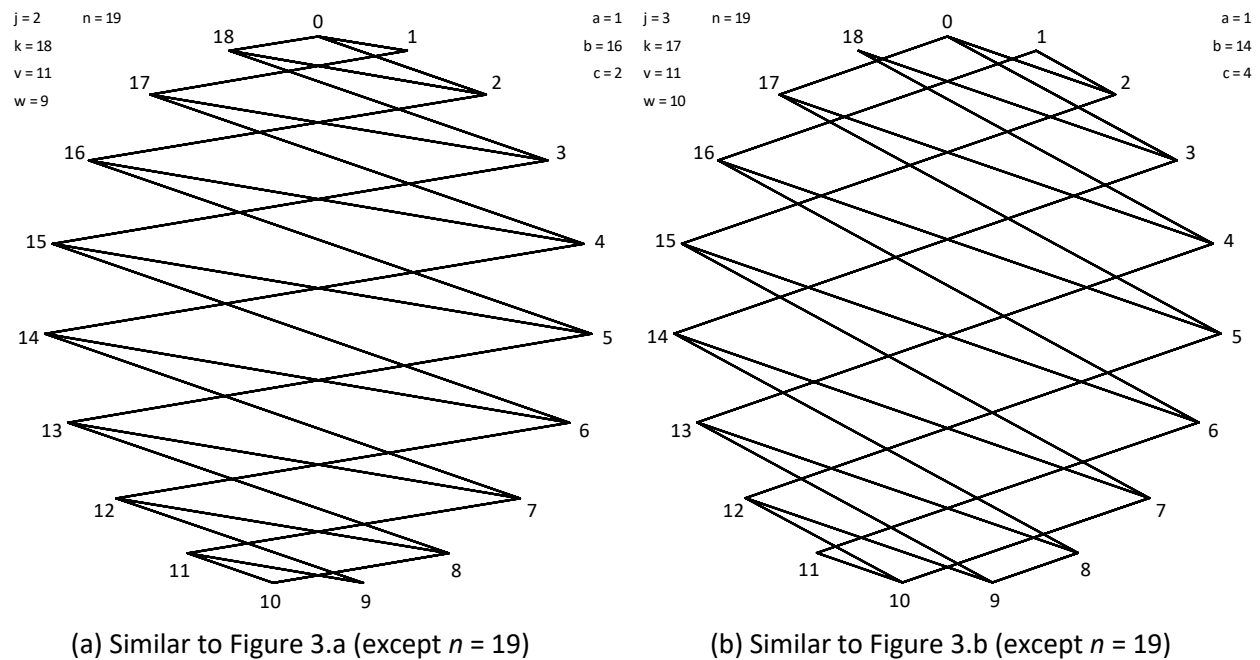 j = 2 n = 19 0 a = 1
k = 18 18 1 b = 16
v = 11 17 2 c = 2
w = 9
16 3
15 4
14 5
13 6
12 7
11 8
10 9
(a) Similar to Figure 3.a (except n = 19)
j = 3 n = 19 0 a = 1
k = 17 18 1 b = 14
v = 11 17 2 c = 4
w = 10
16 3
15 4
14 5
13 6
12 7
11 8
10 9
(b) Similar to Figure 3.b (except n = 19)